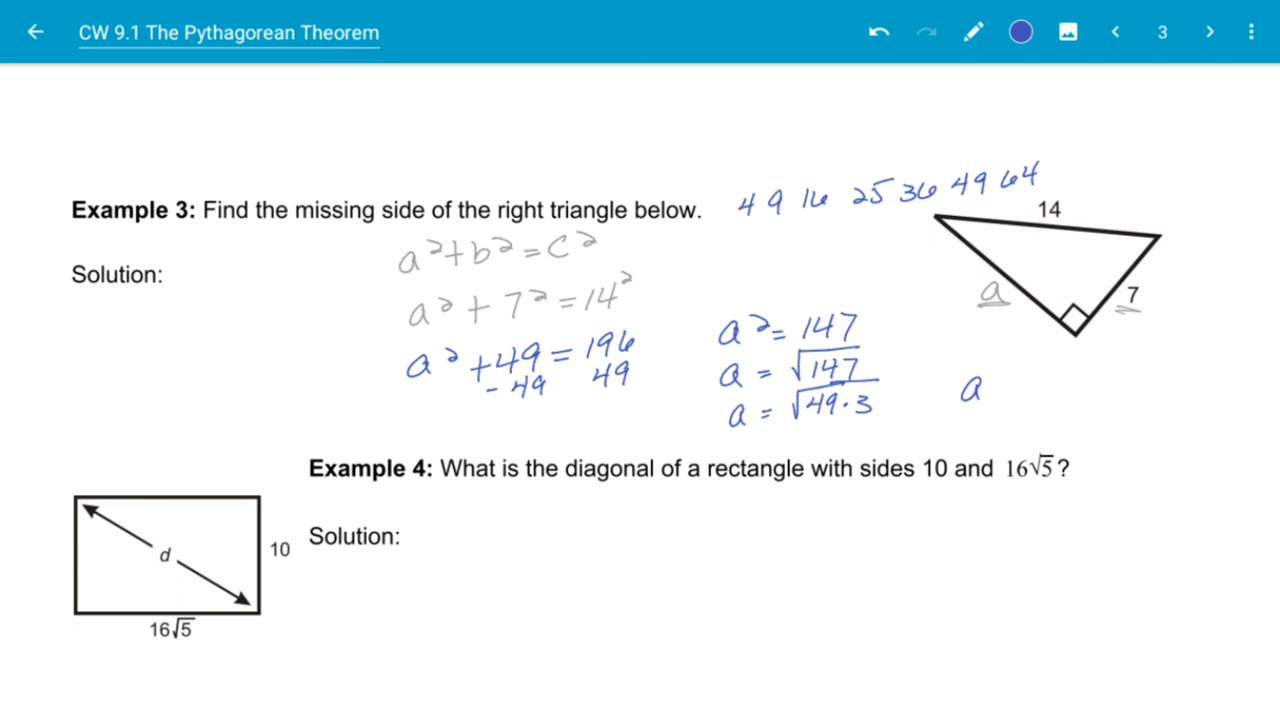 CW 9.1 The Pythagorean Theorem 3
Example 3: Find the missing side of the right triangle below.
4 9 16 25 36 49 64
14
Solution:
a² + b² = c²
a
7
a² + 7² = 14²
a² + 49 = 196
- 49 49
a² = 147
a = √147
a = √49·3
a
Example 4: What is the diagonal of a rectangle with sides 10 and 16√5?
Solution:
d
10
16√5